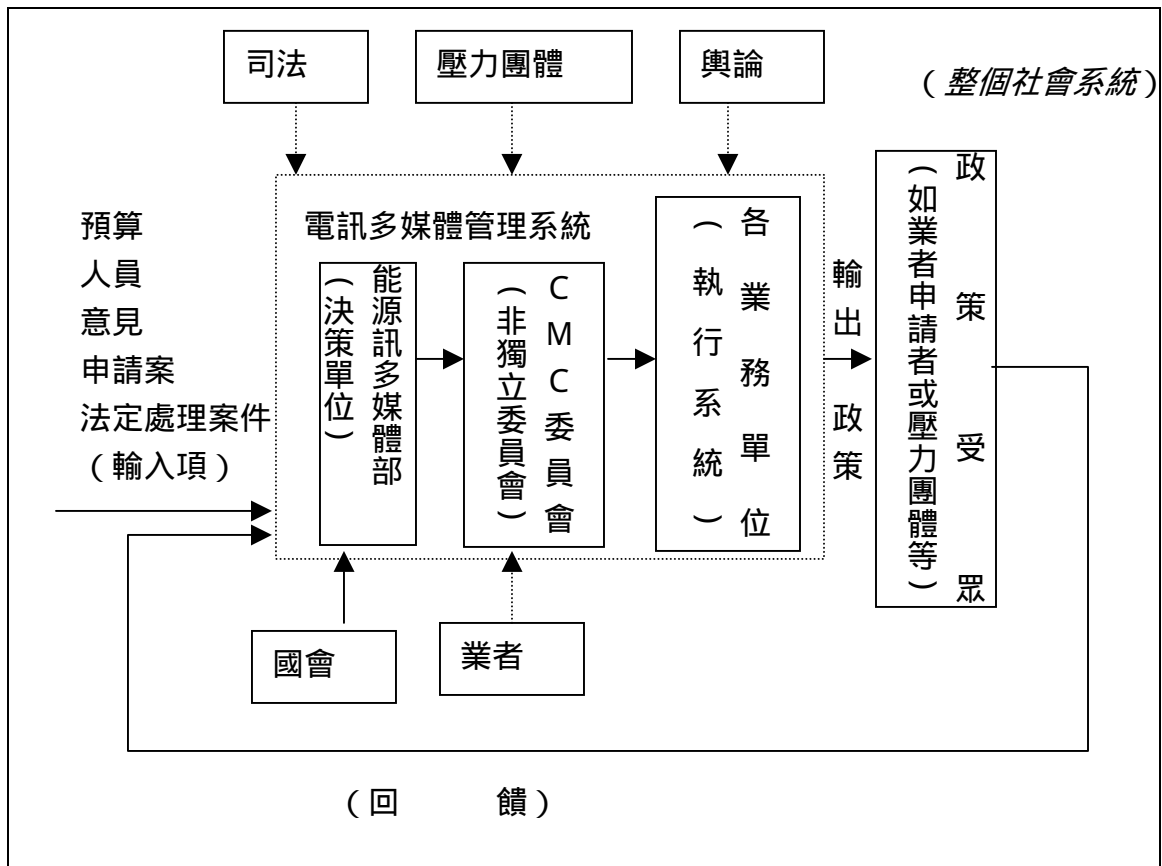 司法
壓力團體
輿論
（整個社會系統）
預算
人員
意見
申請案
法定處理案件
（輸入項）
電訊多媒體管理系統
能源訊多媒體部
（決策單位）
CMC委員會
（非獨立委員會）
各業務單位
（執行系統）
輸出政策
政策受眾
（如業者申請者或壓力團體等）
國會
業者
（回饋）